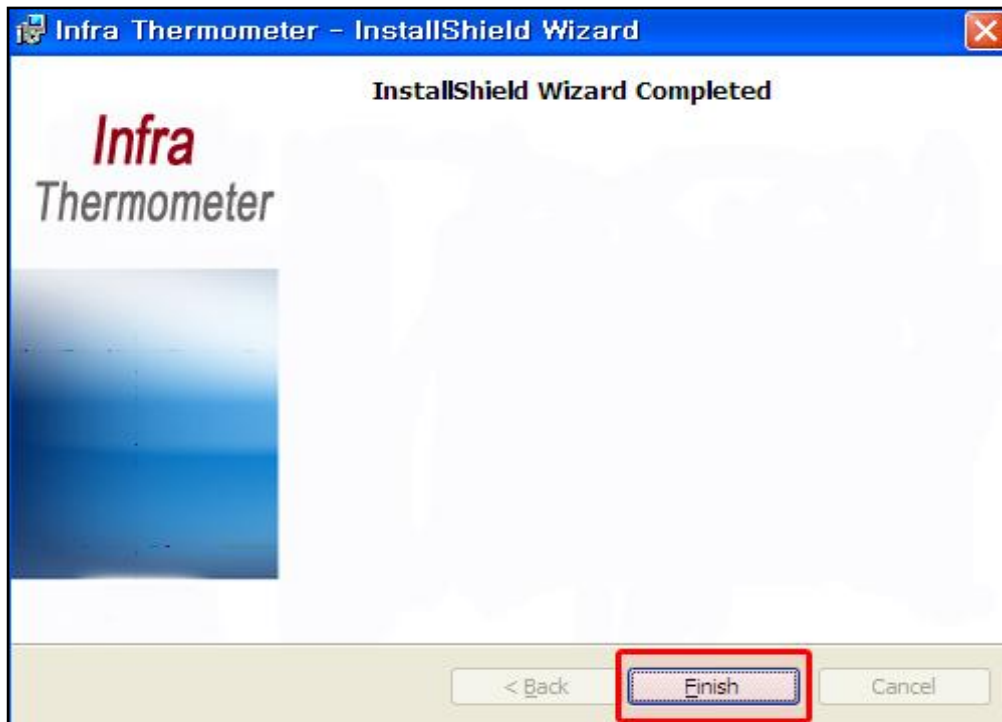 Infra Thermometer - InstallShield Wizard
InstallShield Wizard Completed
Infra
Thermometer
< Back
Finish
Cancel